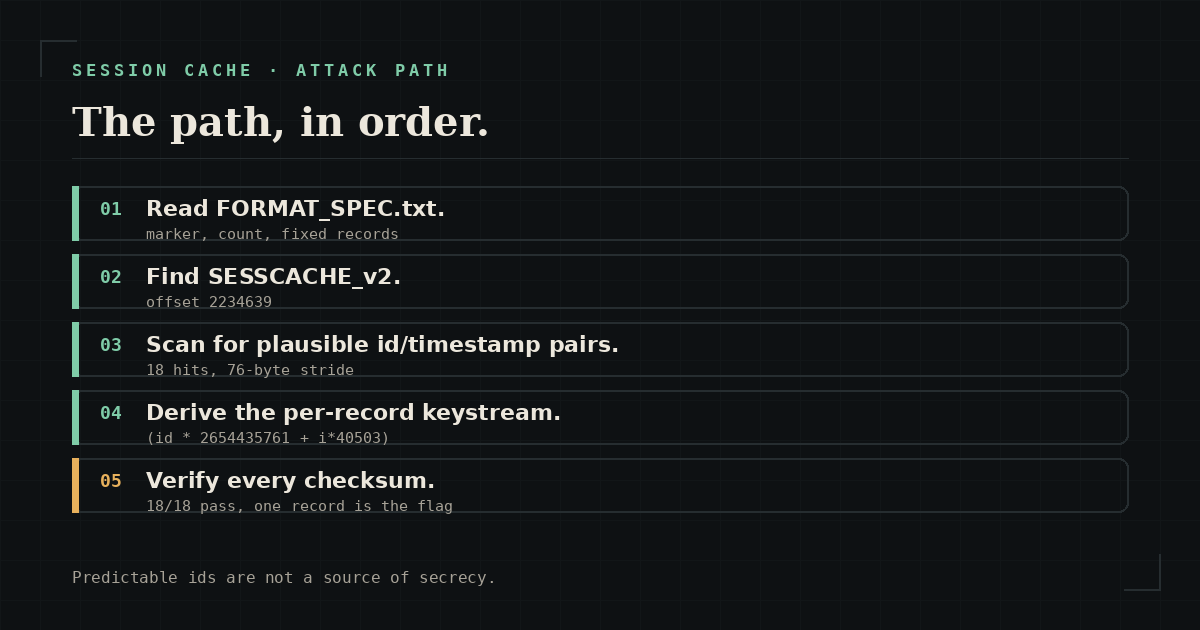 SESSION CACHE · ATTACK PATH
The path, in order.
01 Read FORMAT_SPEC.txt.
marker, count, fixed records
02 Find SESSCACHE_v2.
offset 2234639
03 Scan for plausible id/timestamp pairs.
18 hits, 76-byte stride
04 Derive the per-record keystream.
(id * 2654435761 + i*40503)
05 Verify every checksum.
18/18 pass, one record is the flag
Predictable ids are not a source of secrecy.